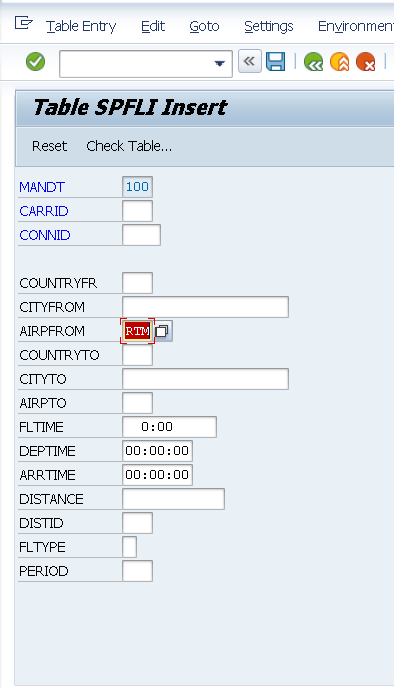 Table Entry Edit Goto Settings Environment
Table SPFLI Insert
Reset Check Table...
MANDT 100
CARRID
CONNID
COUNTRYFR
CITYFROM
AIRPFROM RTM
COUNTRYTO
CITYTO
AIRPTO
FLTIME 0:00
DEPTIME 00:00:00
ARRTIME 00:00:00
DISTANCE
DISTID
FLTYPE
PERIOD